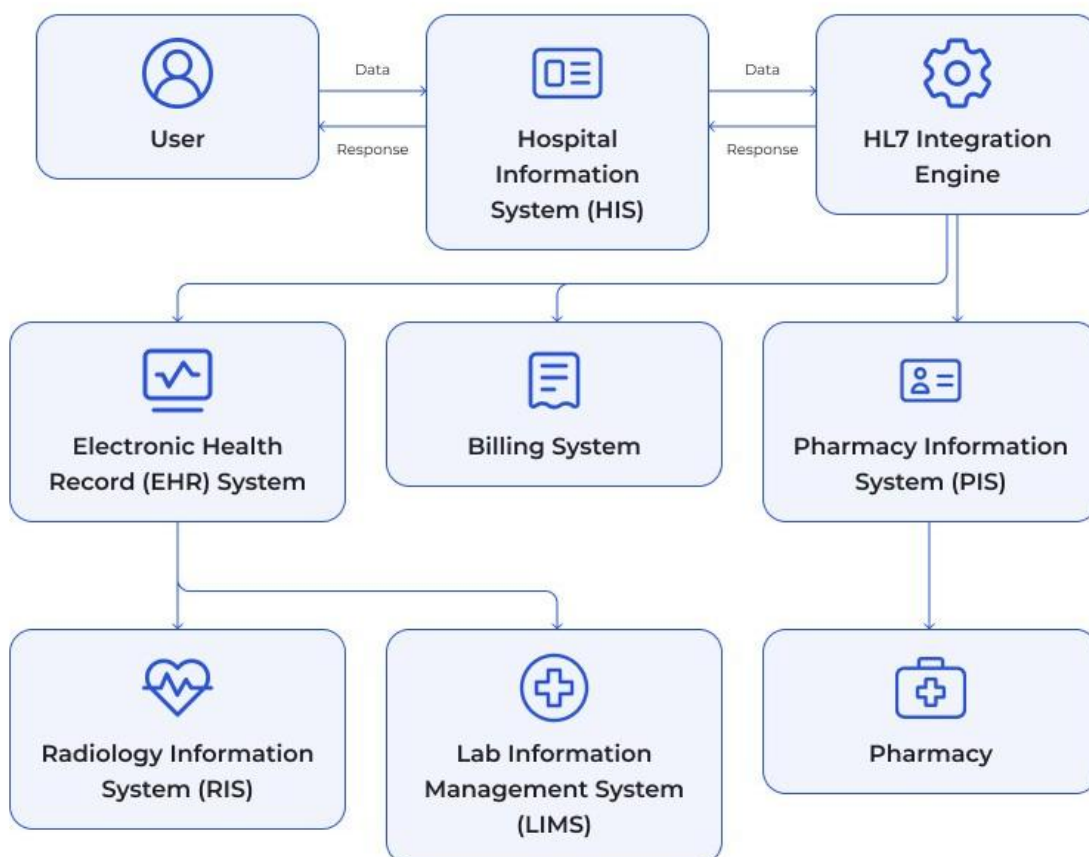 Data
Response
User
Hospital
Information
System (HIS)
Data
Response
HL7 Integration
Engine
Electronic Health
Record (EHR) System
Billing System
Pharmacy Information
System (PIS)
Radiology Information
System (RIS)
Lab Information
Management System
(LIMS)
Pharmacy